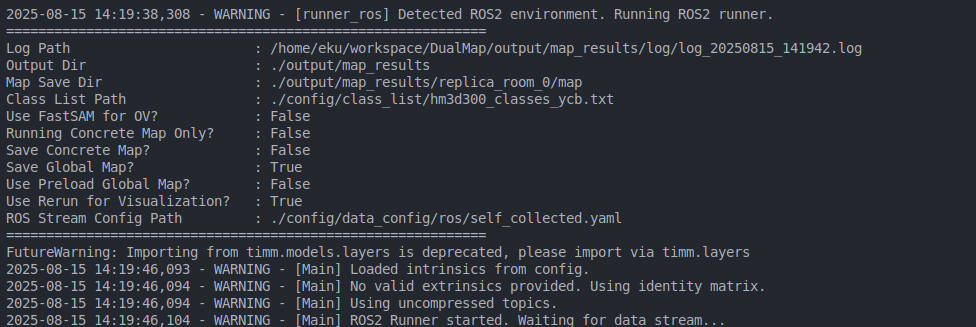 2025-08-15 14:19:38,308 - WARNING - [runner_ros] Detected ROS2 environment. Running ROS2 runner.
============================================================
Log Path                       : /home/eku/workspace/DualMap/output/map_results/log/log_20250815_141942.log
Output Dir                     : ./output/map_results
Map Save Dir                   : ./output/map_results/replica_room_0/map
Class List Path                : ./config/class_list/hm3d300_classes_ycb.txt
Use FastSAM for OV?            : False
Running Concrete Map Only?     : False
Save Concrete Map?             : False
Save Global Map?               : True
Use Preload Global Map?        : False
Use Rerun for Visualization?   : True
ROS Stream Config Path         : ./config/data_config/ros/self_collected.yaml
============================================================
FutureWarning: Importing from timm.models.layers is deprecated, please import via timm.layers
2025-08-15 14:19:46,093 - WARNING - [Main] Loaded intrinsics from config.
2025-08-15 14:19:46,094 - WARNING - [Main] No valid extrinsics provided. Using identity matrix.
2025-08-15 14:19:46,094 - WARNING - [Main] Using uncompressed topics.
2025-08-15 14:19:46,104 - WARNING - [Main] ROS2 Runner started. Waiting for data stream...